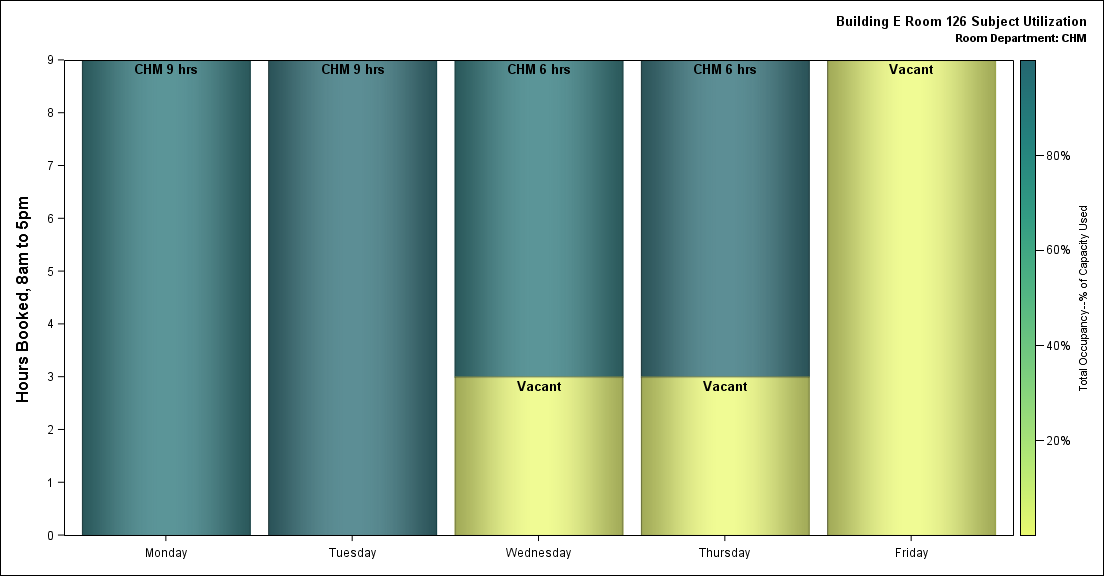 Building E Room 126 Subject Utilization
Room Department: CHM
Hours Booked, 8am to 5pm
9
8
7
6
5
4
3
2
1
0
CHM 9 hrs
CHM 9 hrs
CHM 6 hrs
CHM 6 hrs
Vacant
Vacant
Vacant
Monday
Tuesday
Wednesday
Thursday
Friday
80%
60%
40%
20%
Total Occupancy--% of Capacity Used